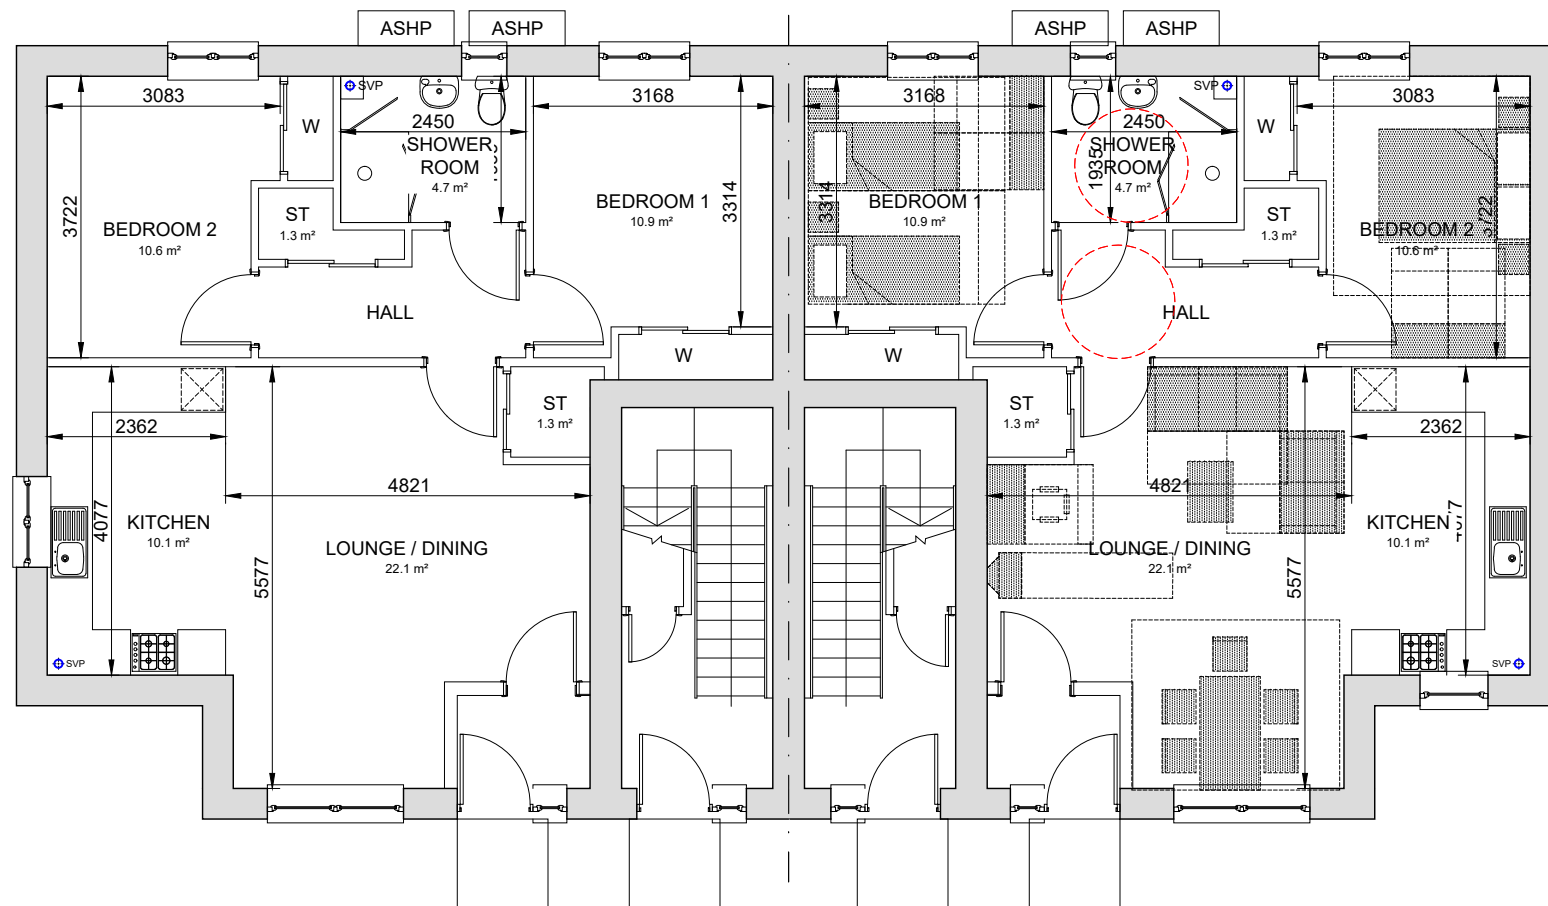 ASHP
ASHP
ASHP
ASHP
3083
SVP
W
2450
SHOWER
ROOM
4.7 m²
3168
3722
BEDROOM 2
10.6 m²
ST
1.3 m²
BEDROOM 1
10.9 m²
3314
HALL
W
3168
3314
BEDROOM 1
10.9 m²
2450
SHOWER
ROOM
4.7 m²
1935
SVP
W
3083
ST
1.3 m²
BEDROOM 2
10.6 m²
3722
HALL
W
2362
5577
4077
KITCHEN
10.1 m²
4821
LOUNGE / DINING
22.1 m²
ST
1.3 m²
SVP
ST
1.3 m²
4821
LOUNGE / DINING
22.1 m²
5577
2362
KITCHEN
10.1 m²
SVP